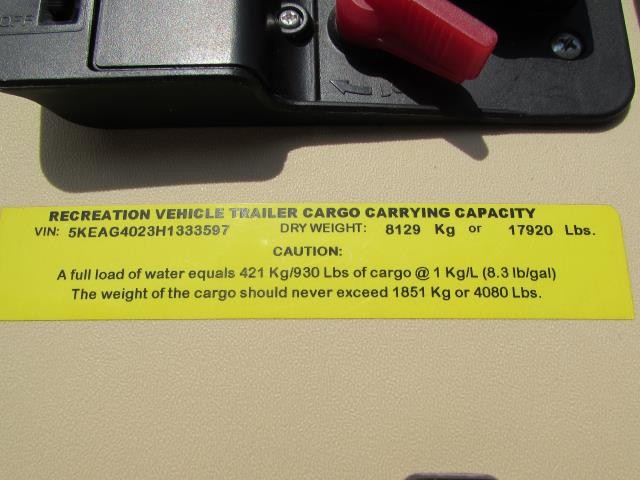 OFF
RECREATION VEHICLE TRAILER CARGO CARRYING CAPACITY
VIN: 5KEAG4023H1333597 DRY WEIGHT: 8129 Kg or 17920 Lbs.
CAUTION:
A full load of water equals 421 Kg/930 Lbs of cargo @ 1 Kg/L (8.3 lb/gal)
The weight of the cargo should never exceed 1851 Kg or 4080 Lbs.